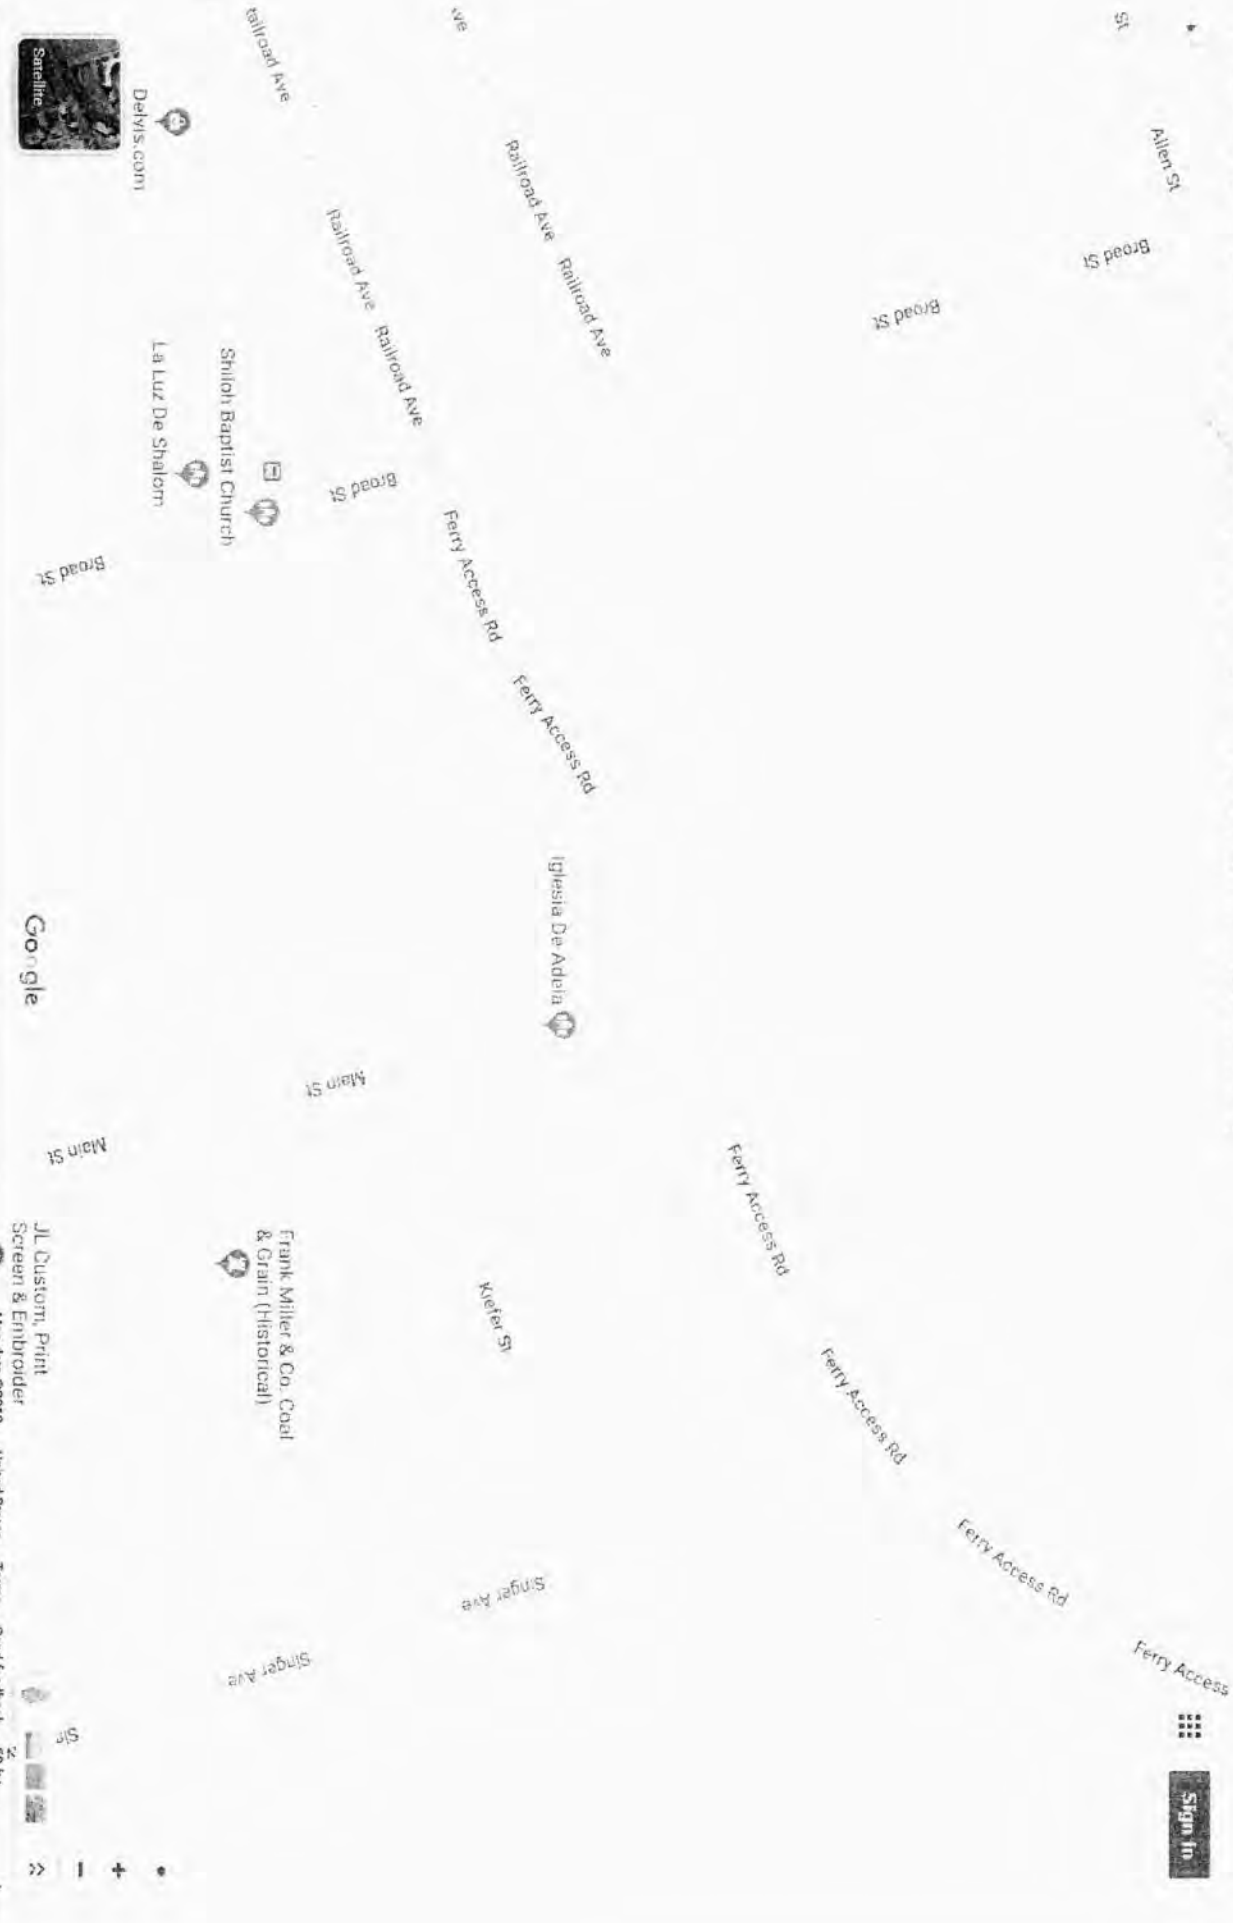 Sign in
Ferry Access
Ferry Access Rd
Ferry Access Rd
Ferry Access Rd
St
Allen St
Broad St
Broad St
Railroad Ave
Railroad Ave
Iglesia De Adela
Kiefer St
Singer Ave
Ferry Access Rd
Ferry Access Rd
Railroad Ave
Railroad Ave
Broad St
Main St
Frank Miller & Co. Coal
& Grain (Historical)
Singer Ave
Shiloh Baptist Church
La Luz De Shalom
Delvis.com
Broad St
Main St
Satellite
Google
JL Custom, Print
Screen & Embroider